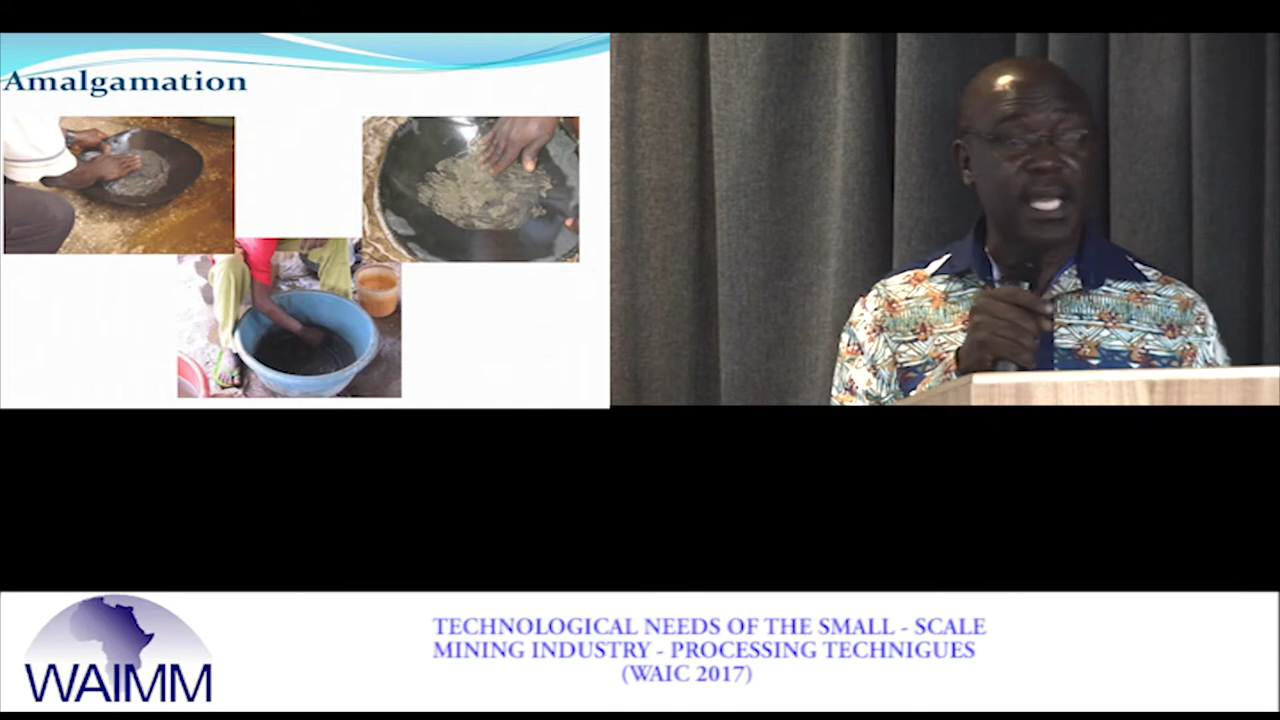 Amalgamation
WAIMM
TECHNOLOGICAL NEEDS OF THE SMALL - SCALE
MINING INDUSTRY - PROCESSING TECHNIGUES
(WAIC 2017)